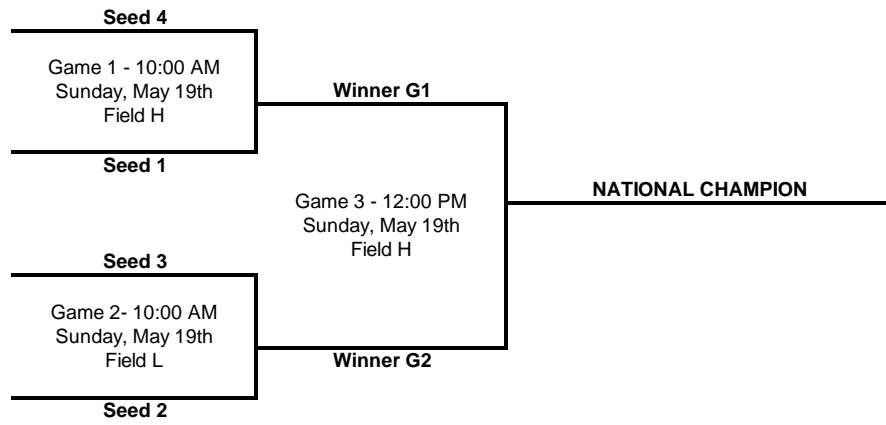 Seed 4
Game 1 - 10:00 AM
Sunday, May 19th
Field H
Winner G1
Seed 1
NATIONAL CHAMPION
Game 3 - 12:00 PM
Sunday, May 19th
Field H
Seed 3
Game 2- 10:00 AM
Sunday, May 19th
Field L
Winner G2
Seed 2